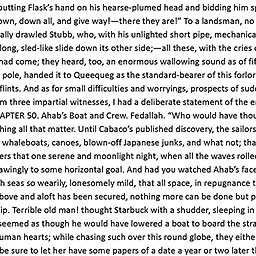 putting Flask's hand on his hearse-plumed head and bidding him s
own, down all, and give way!—there they are!” To a landsman, no
ally drawled Stubb, who, with his unlighted short pipe, mechanica
long, sled-like slide down its other side;—all these, with the cries o
had come; they heard, too, an enormous wallowing sound as of fif
pole, handed it to Queequeg as the standard-bearer of this forlor
flints. And as for small difficulties and worryings, prospects of sud
m three impartial witnesses, I had a deliberate statement of the e
APTER 50. Ahab's Boat and Crew. Fedallah. “Who would have thou
hing all that matter. Until Cabaco's published discovery, the sailors
whaleboats, canoes, blown-off Japanese junks, and what not; tha
ers that one serene and moonlight night, when all the waves rolled
awingly to some horizontal goal. And had you watched Ahab's face
h seas so wearily, lonesomely mild, that all space, in repugnance t
bove and aloft has been secured, nothing more can be done but p
ip. Terrible old man! thought Starbuck with a shudder, sleeping in
seemed as though he would have lowered a boat to board the stra
uman hearts; while chasing such over this round globe, they eithe
be sure to let her have some papers of a date a year or two later th